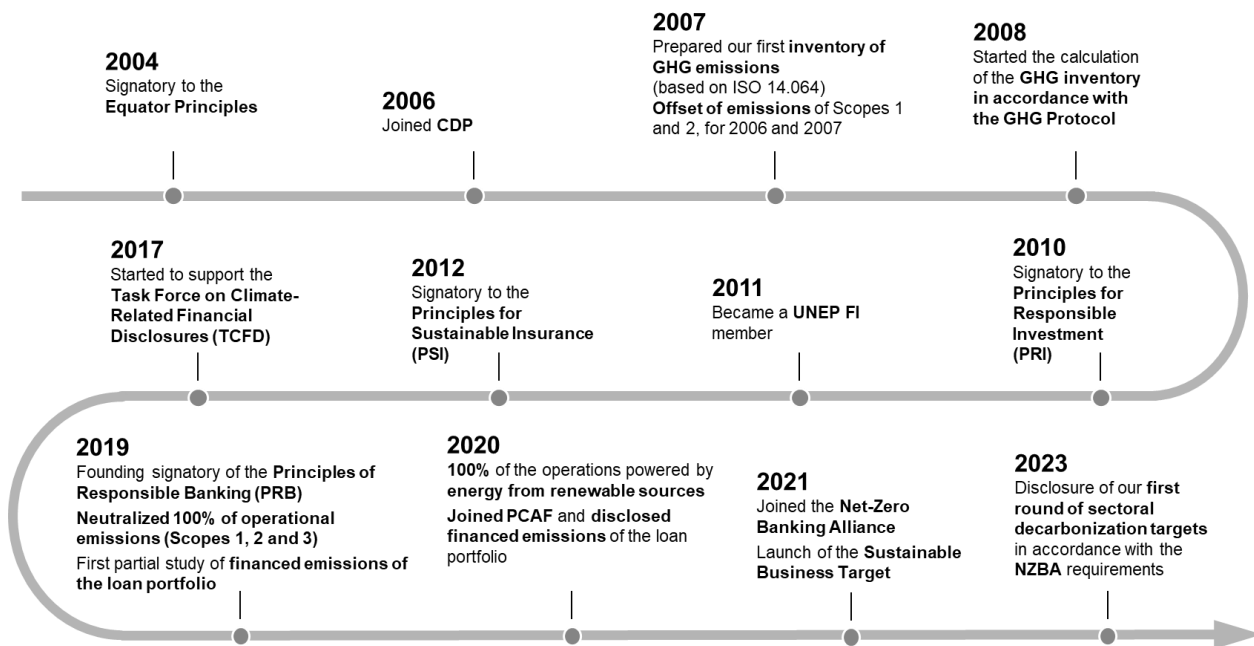 2004
Signatory to the
Equator Principles
2006
Joined CDP
2007
Prepared our first inventory of
GHG emissions
(based on ISO 14.064)
Offset of emissions of Scopes 1
and 2, for 2006 and 2007
2008
Started the calculation
of the GHG inventory
in accordance with
the GHG Protocol
2010
Signatory to the
Principles for
Responsible
Investment
(PRI)
2011
Became a UNEP FI
member
2012
Signatory to the
Principles for
Sustainable Insurance
(PSI)
2017
Started to support the
Task Force on Climate-
Related Financial
Disclosures (TCFD)
2019
Founding signatory of the Principles of
Responsible Banking (PRB)
Neutralized 100% of operational
emissions (Scopes 1, 2 and 3)
First partial study of financed emissions of
the loan portfolio
2020
100% of the operations powered by
energy from renewable sources
Joined PCAF and disclosed
financed emissions of the loan
portfolio
2021
Joined the Net-Zero
Banking Alliance
Launch of the Sustainable
Business Target
2023
Disclosure of our first
round of sectoral
decarbonization targets
in accordance with the
NZBA requirements